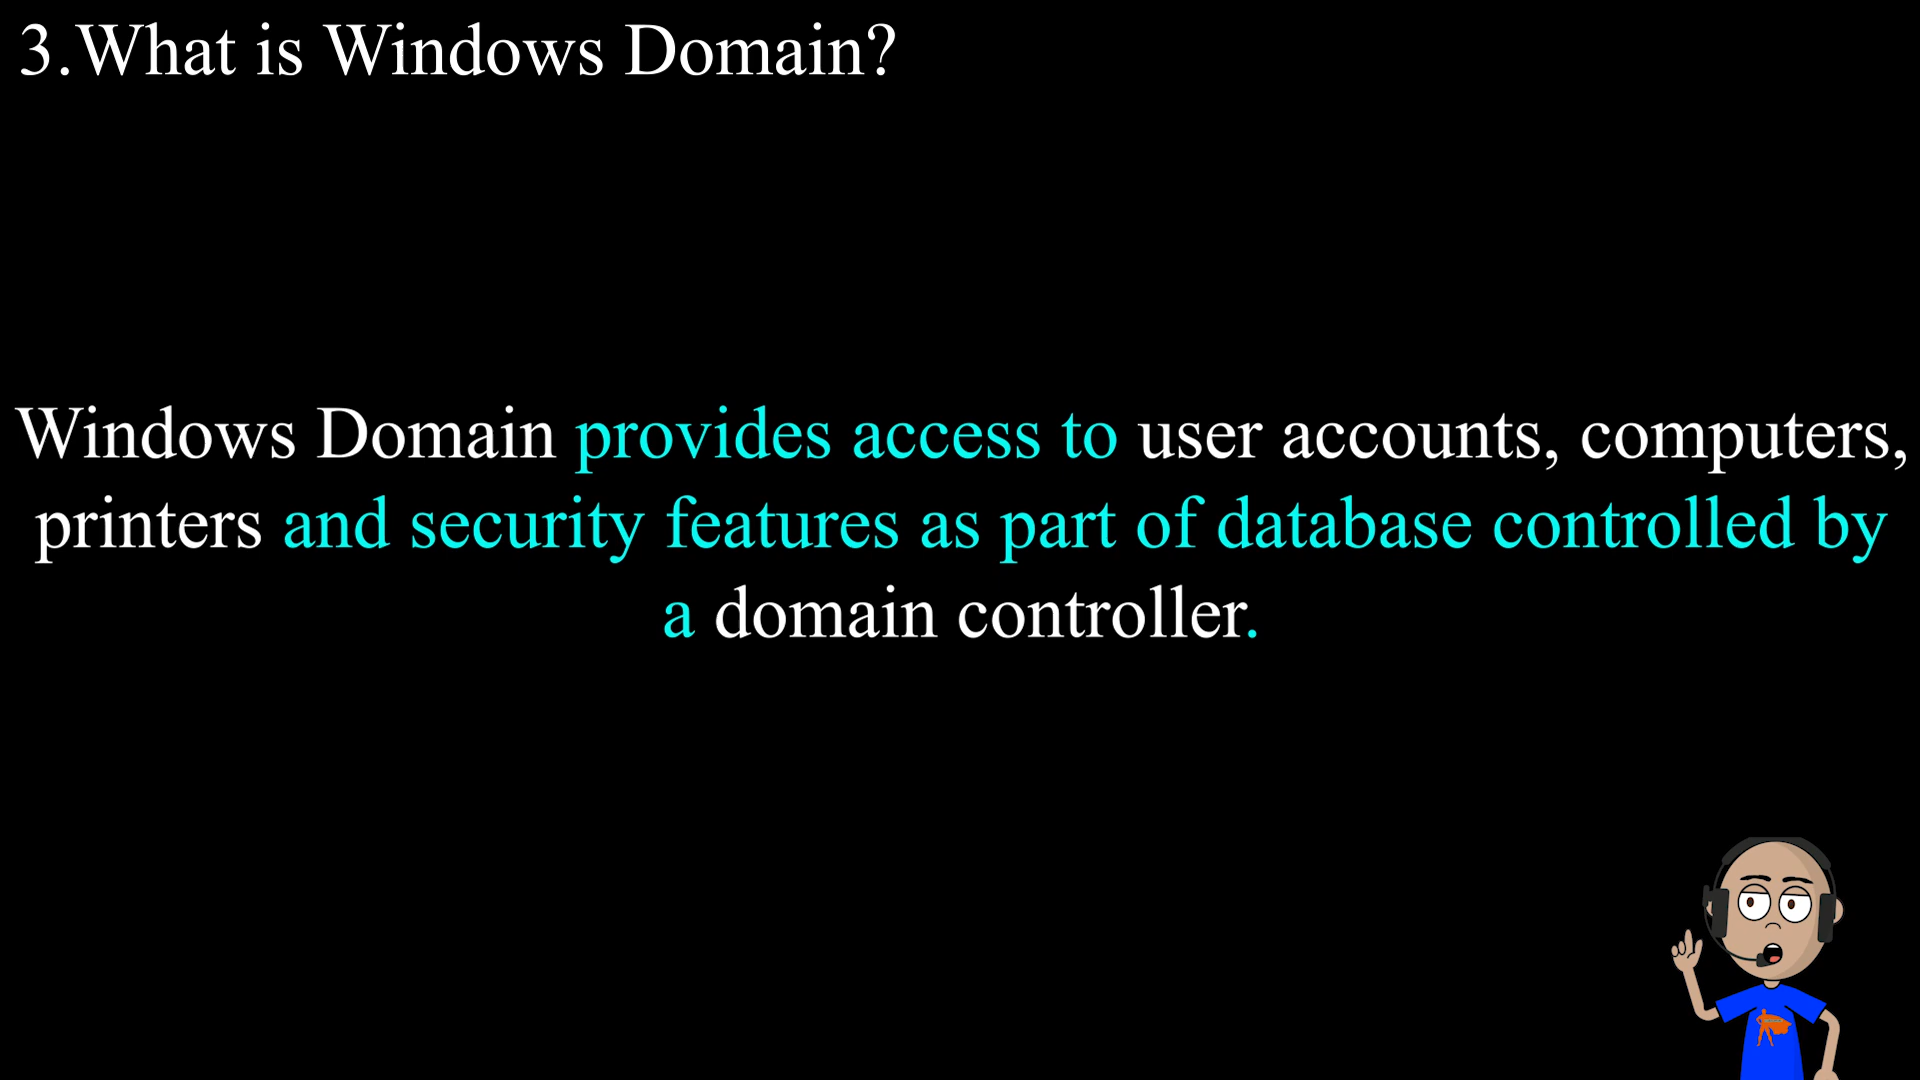 3.What is Windows Domain?
Windows Domain provides access to user accounts, computers,
printers and security features as part of database controlled by
a domain controller.